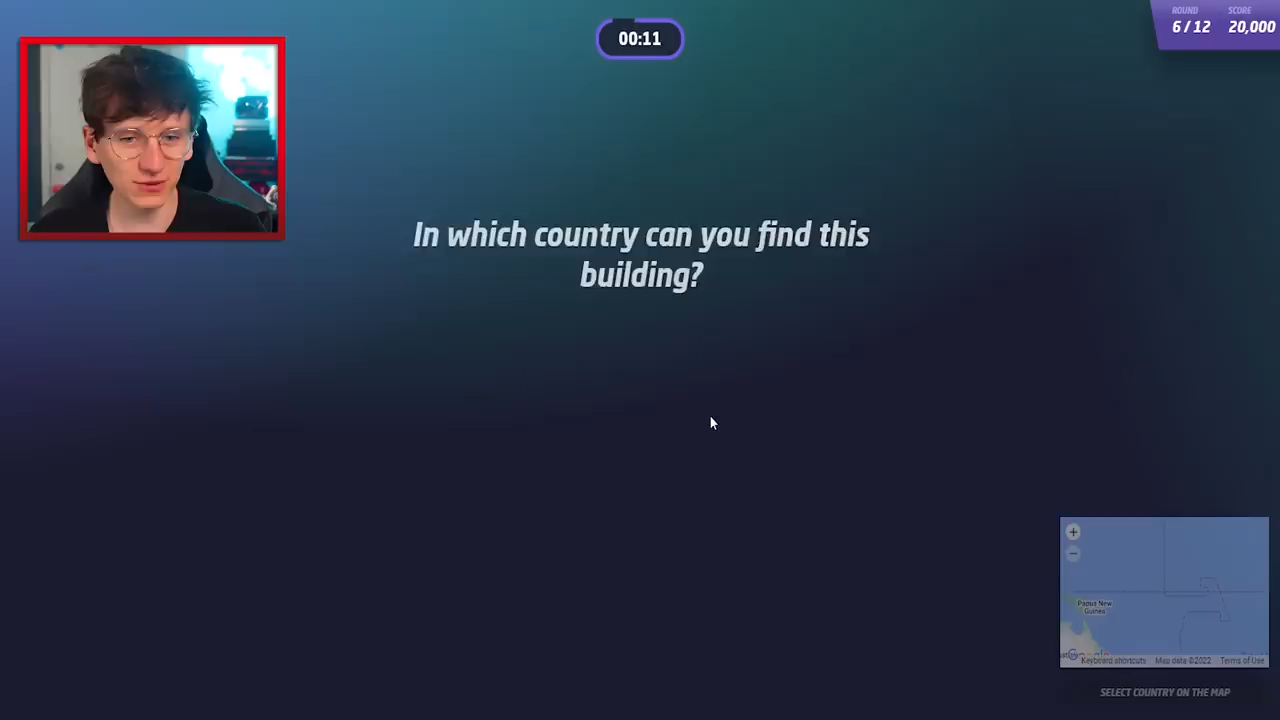 00:11
ROUND SCORE
6 / 12 20,000
In which country can you find this
building?
Papua New
Guinea
Google
Keyboard shortcuts Map data ©2022 Terms of Use
SELECT COUNTRY ON THE MAP